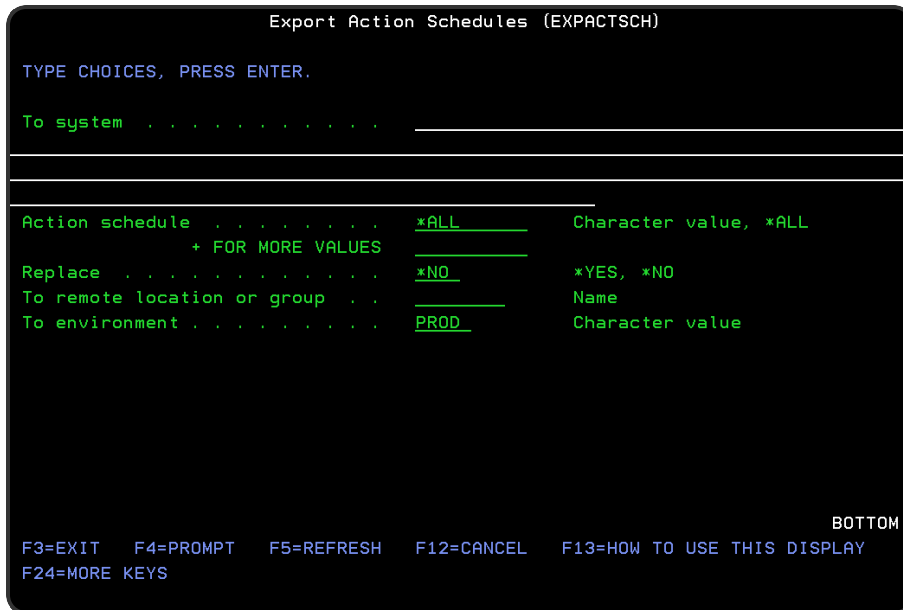 Export Action Schedules (EXPACTSCH)
TYPE CHOICES, PRESS ENTER.
To system . . . . . . . . . . .
Action schedule . . . . . . . . *ALL Character value, *ALL
+ FOR MORE VALUES
Replace . . . . . . . . . . . . *NO *YES, *NO
To remote location or group . . Name
To environment . . . . . . . . . PROD Character value
BOTTOM
F3=EXIT F4=PROMPT F5=REFRESH F12=CANCEL F13=HOW TO USE THIS DISPLAY
F24=MORE KEYS